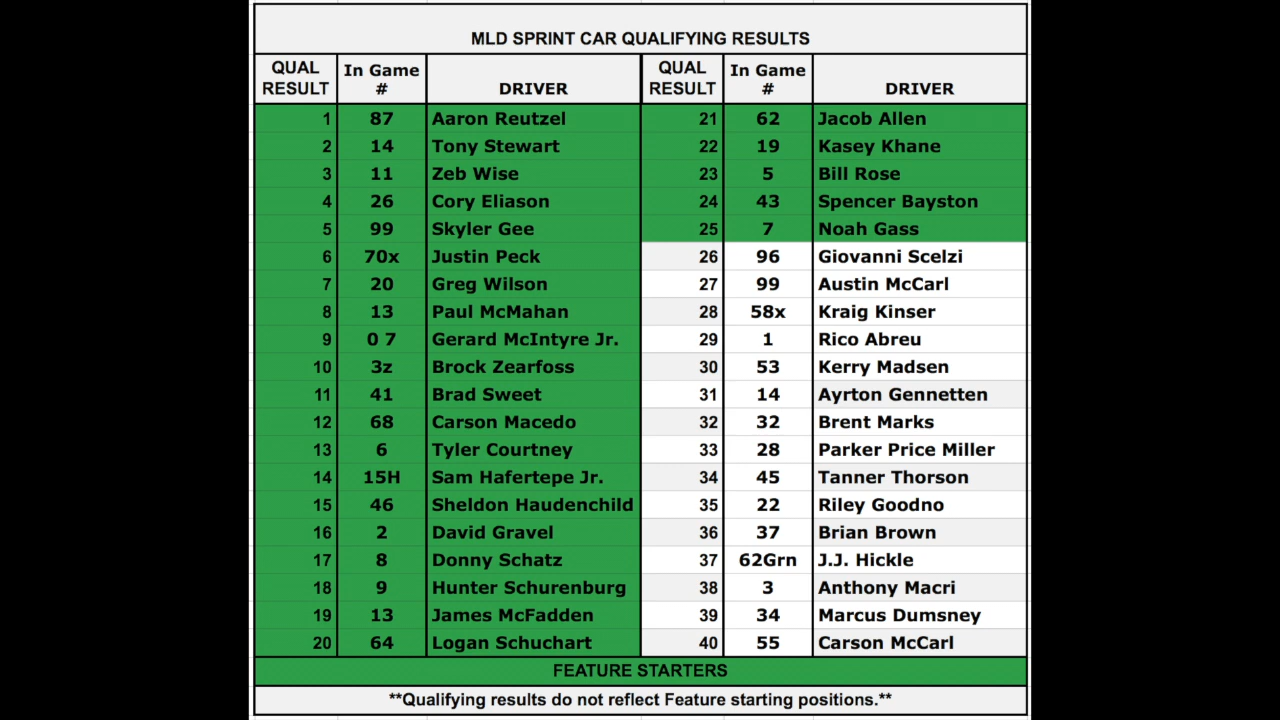 MLD SPRINT CAR QUALIFYING RESULTS
QUAL RESULT In Game # DRIVER QUAL RESULT In Game # DRIVER
1 87 Aaron Reutzel 21 62 Jacob Allen
2 14 Tony Stewart 22 19 Kasey Khane
3 11 Zeb Wise 23 5 Bill Rose
4 26 Cory Eliason 24 43 Spencer Bayston
5 99 Skyler Gee 25 7 Noah Gass
6 70x Justin Peck 26 96 Giovanni Scelzi
7 20 Greg Wilson 27 99 Austin McCarl
8 13 Paul McMahan 28 58x Kraig Kinser
9 0 7 Gerard McIntyre Jr. 29 1 Rico Abreu
10 3z Brock Zearfoss 30 53 Kerry Madsen
11 41 Brad Sweet 31 14 Ayrton Gennetten
12 68 Carson Macedo 32 32 Brent Marks
13 6 Tyler Courtney 33 28 Parker Price Miller
14 15H Sam Hafertepe Jr. 34 45 Tanner Thorson
15 46 Sheldon Haudenchild 35 22 Riley Goodno
16 2 David Gravel 36 37 Brian Brown
17 8 Donny Schatz 37 62Grn J.J. Hickle
18 9 Hunter Schurenburg 38 3 Anthony Macri
19 13 James McFadden 39 34 Marcus Dumsney
20 64 Logan Schuchart 40 55 Carson McCarl
FEATURE STARTERS
**Qualifying results do not reflect Feature starting positions.**